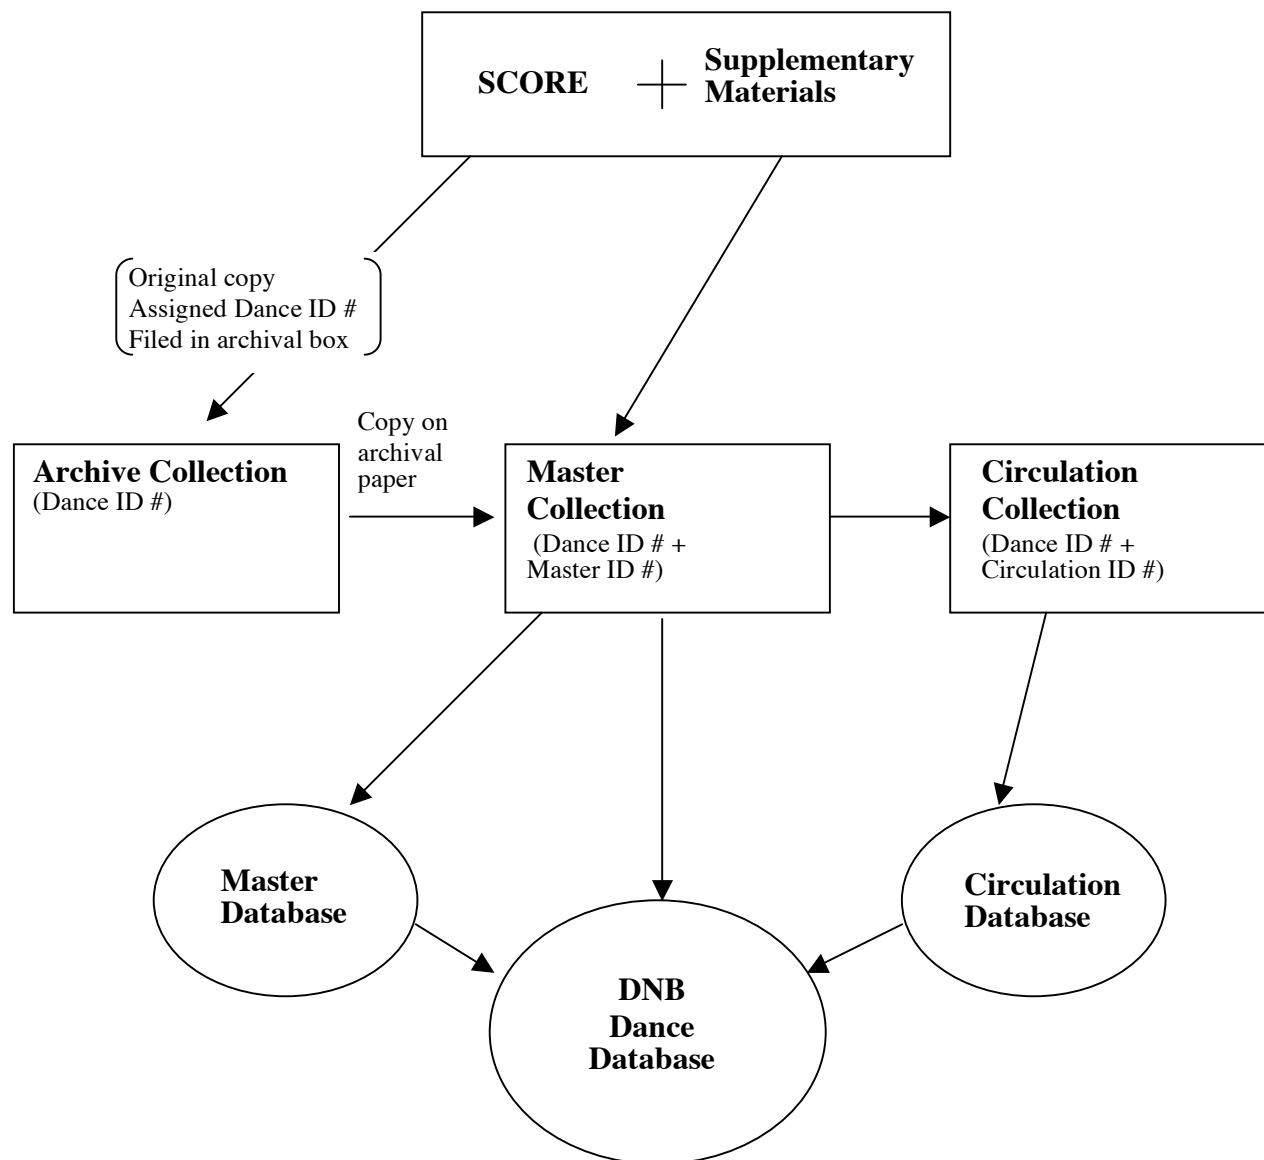 SCORE + Supplementary
Materials
Original copy
Assigned Dance ID #
Filed in archival box
Copy on
archival
paper
Archive Collection
(Dance ID #)
Master
Collection
(Dance ID # +
Master ID #)
Circulation
Collection
(Dance ID # +
Circulation ID #)
Master
Database
Circulation
Database
DNB
Dance
Database